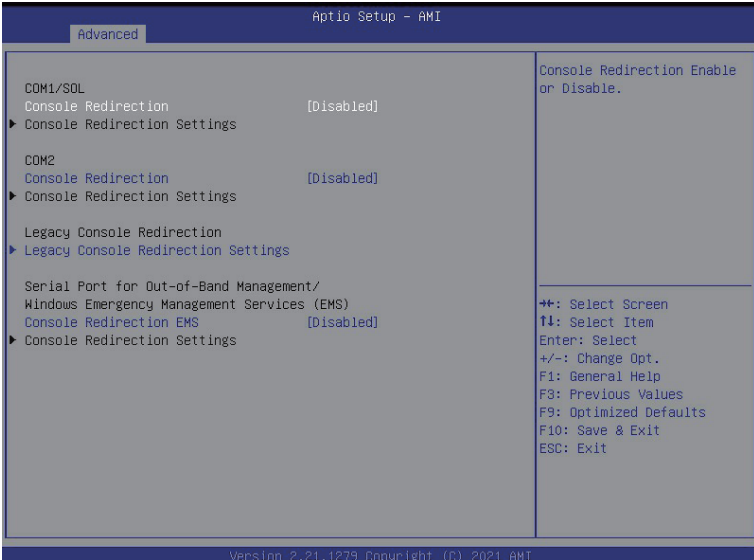 Aptio Setup – AMI
Advanced
COM1/SOL
Console Redirection [Disabled]
▶ Console Redirection Settings
COM2
Console Redirection [Disabled]
▶ Console Redirection Settings
Legacy Console Redirection
▶ Legacy Console Redirection Settings
Serial Port for Out-of-Band Management/
Windows Emergency Management Services (EMS)
Console Redirection EMS [Disabled]
▶ Console Redirection Settings
Console Redirection Enable
or Disable.
→←: Select Screen
↑↓: Select Item
Enter: Select
+/-: Change Opt.
F1: General Help
F3: Previous Values
F9: Optimized Defaults
F10: Save & Exit
ESC: Exit
Version 2.21.1279 Copyright (C) 2021 AMI